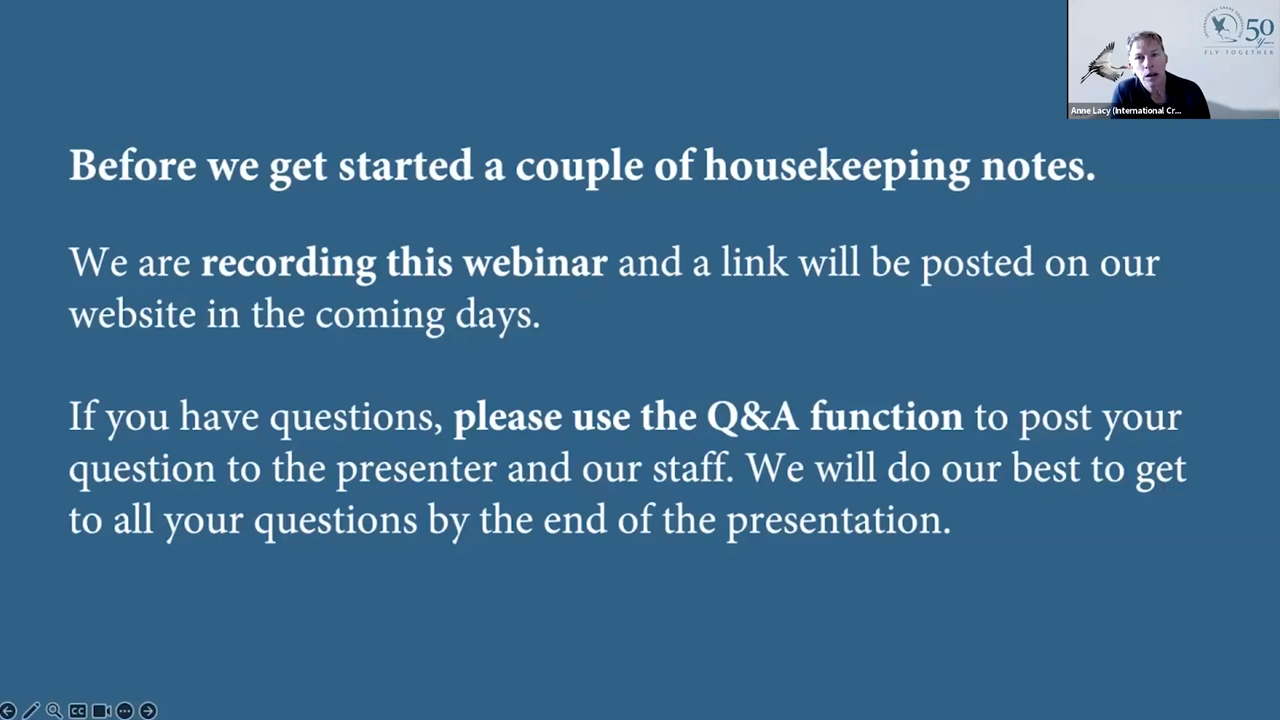 50
Years
FLY TOGETHER
Anne Lacy (International Cr...
Before we get started a couple of housekeeping notes.
We are recording this webinar and a link will be posted on our
website in the coming days.
If you have questions, please use the Q&A function to post your
question to the presenter and our staff. We will do our best to get
to all your questions by the end of the presentation.
CC